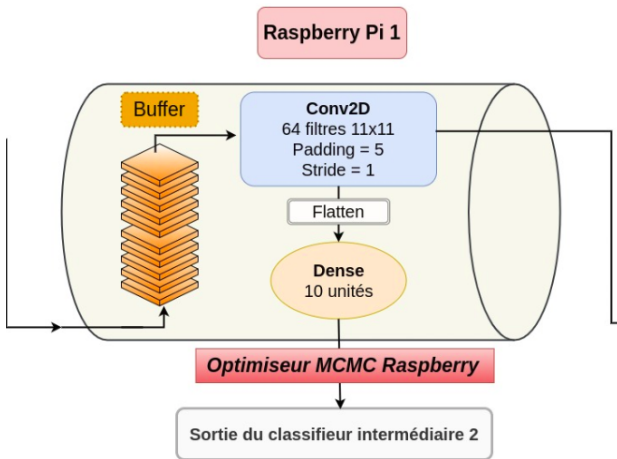 Raspberry Pi 1
Buffer
Conv2D
64 filtres 11x11
Padding = 5
Stride = 1
Flatten
Dense
10 unités
Optimiseur MCMC Raspberry
Sortie du classifieur intermédiaire 2